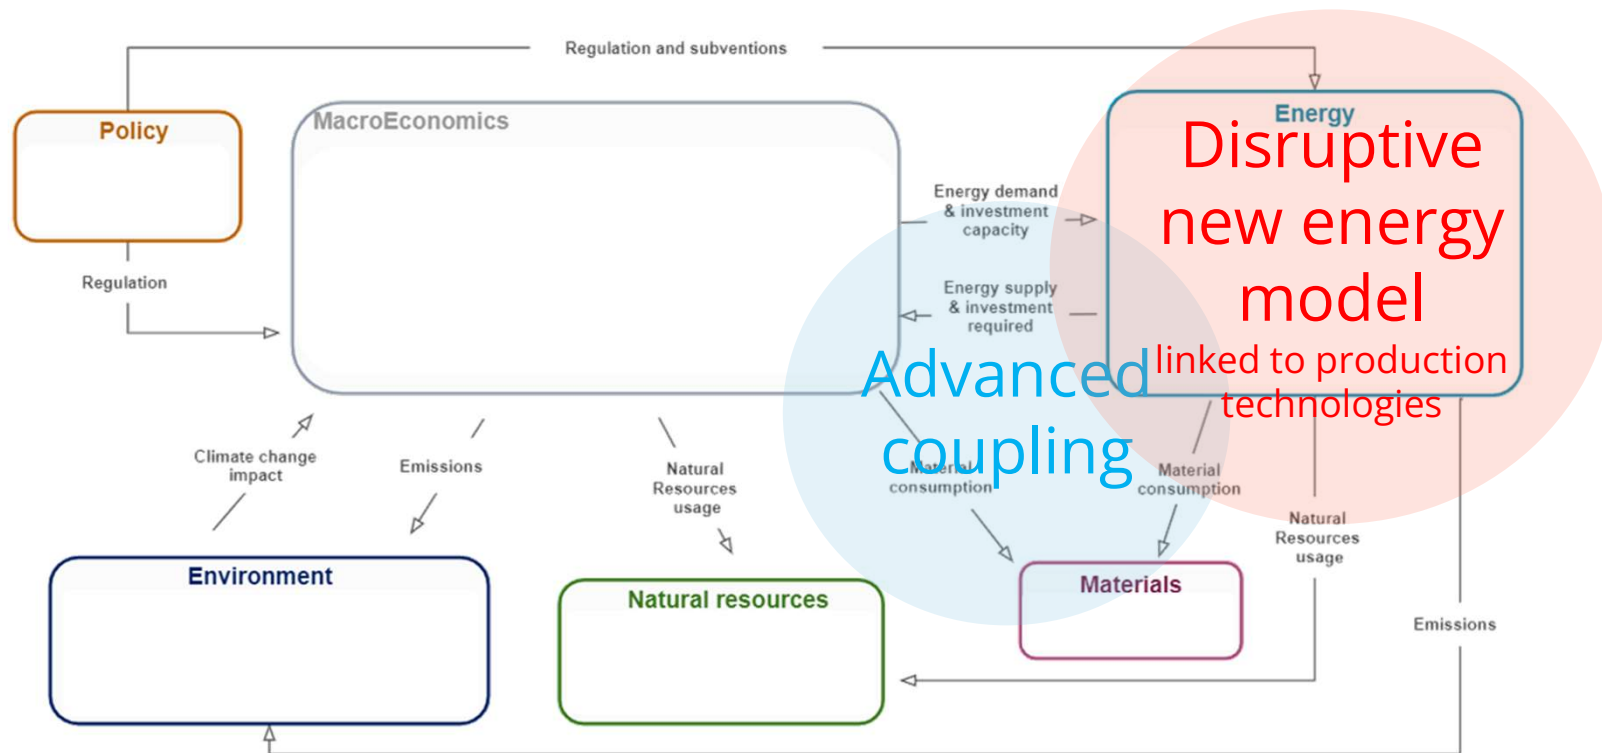 Regulation and subventions
Policy
MacroEconomics
Energy
Disruptive
new energy
model
linked to production
technologies
Energy demand
& investment
capacity
Energy supply
& investment
required
Regulation
Advanced
coupling
Climate change
impact
Emissions
Natural
Resources
usage
Material
consumption
Material
consumption
Natural
Resources
usage
Emissions
Environment
Natural resources
Materials